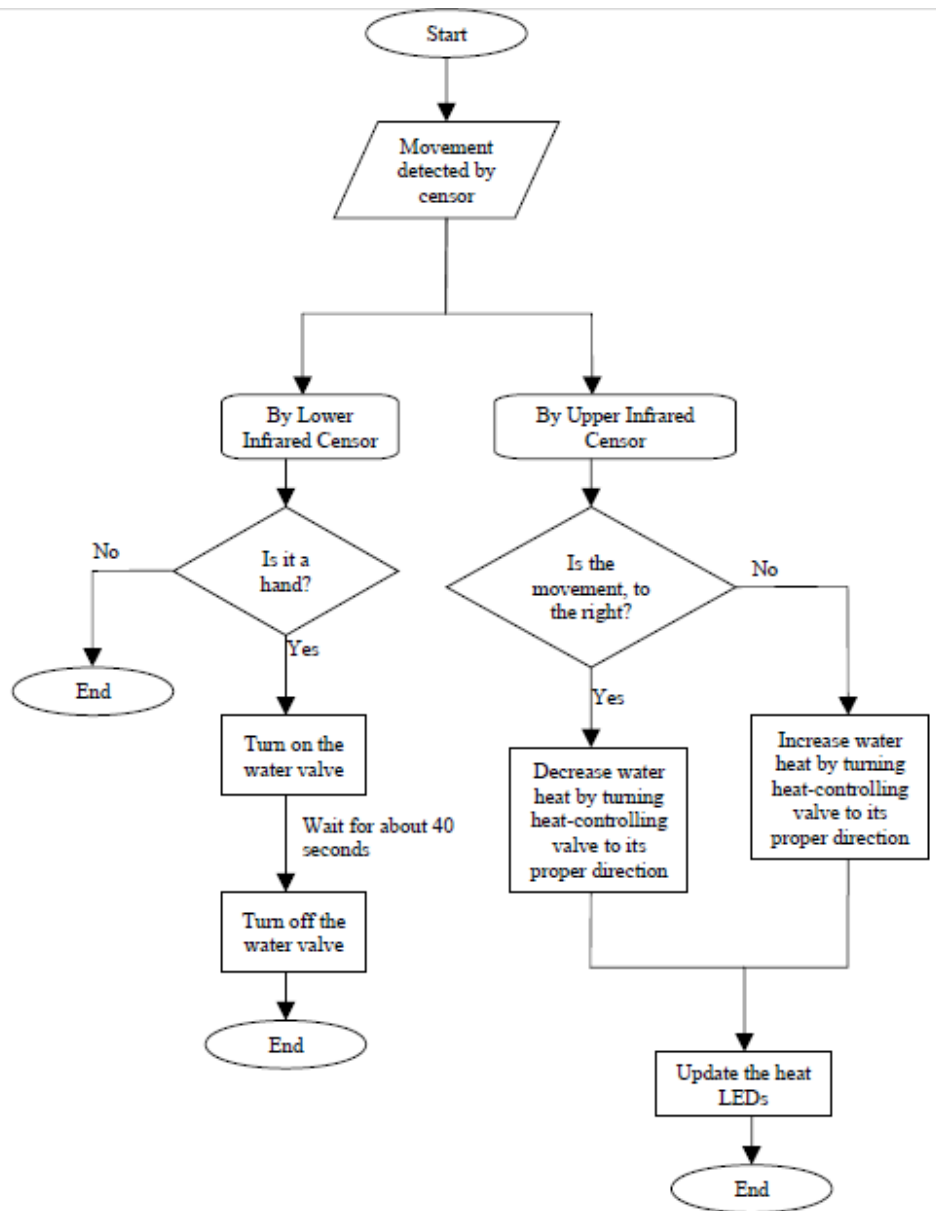 Start
Movement
detected by
censor
By Lower
Infrared Censor
By Upper Infrared
Censor
No
Is it a
hand?
Yes
End
Is the
movement, to
the right?
No
Yes
Turn on the
water valve
Wait for about 40
seconds
Turn off the
water valve
End
Decrease water
heat by turning
heat-controlling
valve to its
proper direction
Increase water
heat by turning
heat-controlling
valve to its
proper direction
Update the heat
LEDs
End